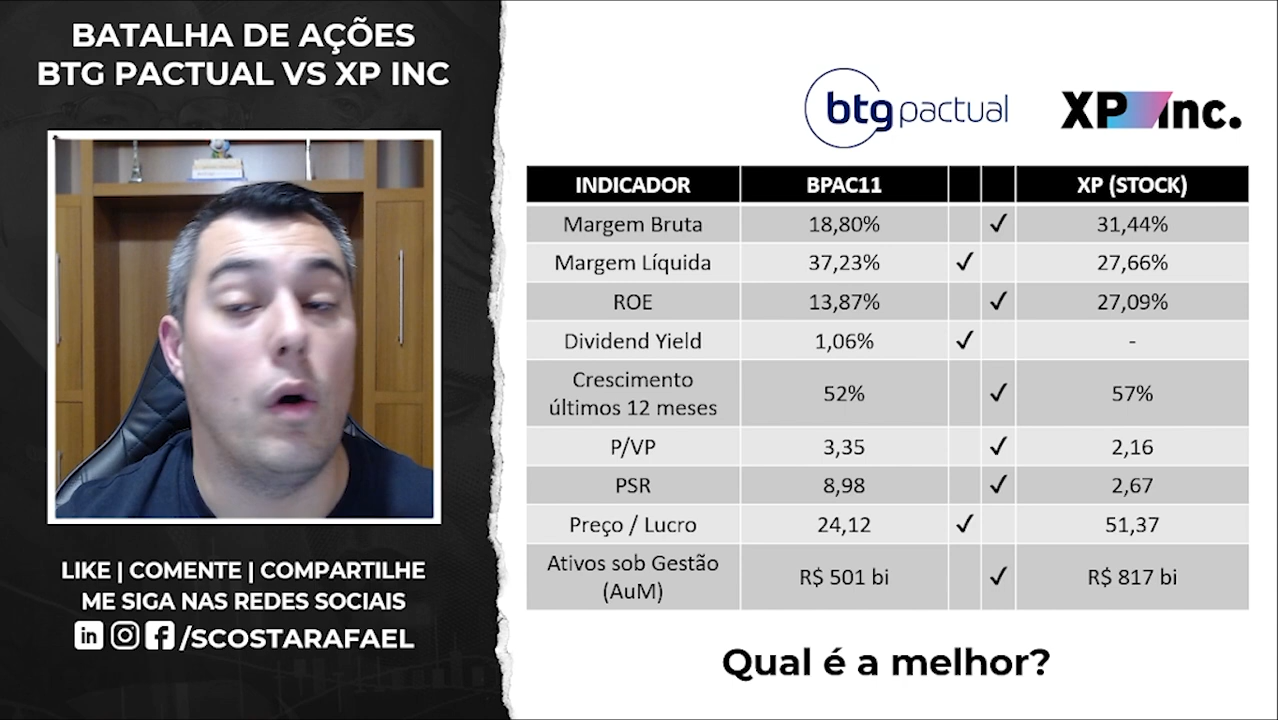 BATALHA DE AÇÕES
BTG PACTUAL VS XP INC
LIKE | COMENTE | COMPARTILHE
ME SIGA NAS REDES SOCIAIS
in f /SCOSTARAFAEL
btg pactual XP Inc.
INDICADOR BPAC11 XP (STOCK)
Margem Bruta 18,80% ✓ 31,44%
Margem Líquida 37,23% ✓ 27,66%
ROE 13,87% ✓ 27,09%
Dividend Yield 1,06% ✓ -
Crescimento
últimos 12 meses 52% ✓ 57%
P/VP 3,35 ✓ 2,16
PSR 8,98 ✓ 2,67
Preço / Lucro 24,12 ✓ 51,37
Ativos sob Gestão
(AuM) R$ 501 bi ✓ R$ 817 bi
Qual é a melhor?